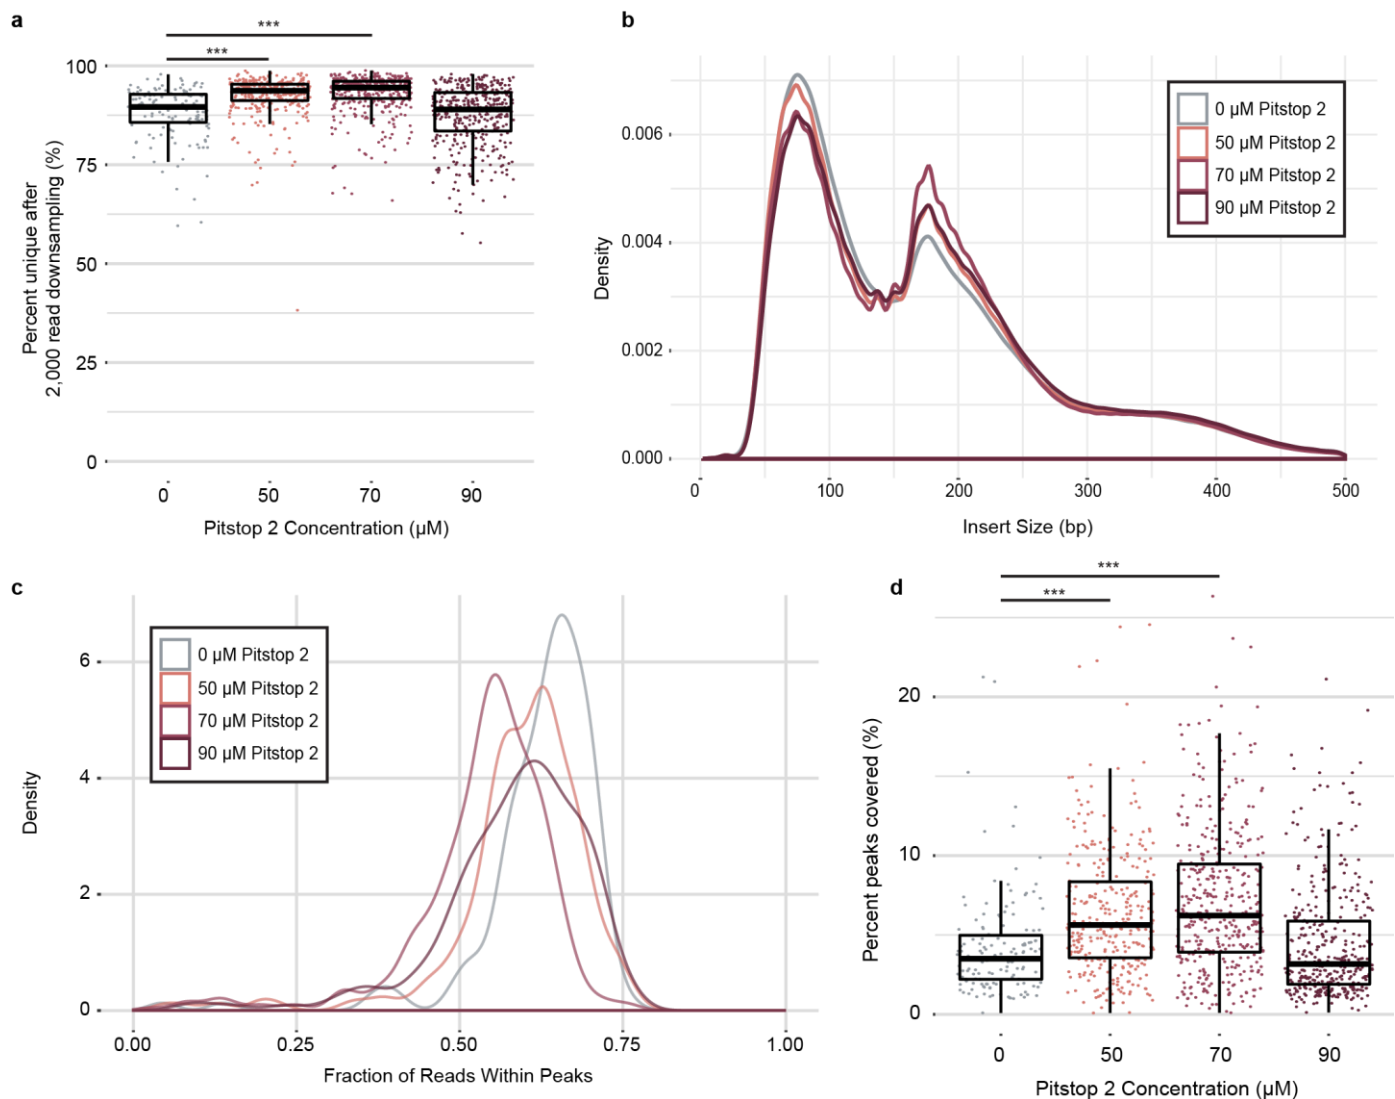 a
***
***
100
75
50
25
0
Percent unique after
2,000 read downsampling (%)
0 50 70 90
Pitstop 2 Concentration (µM)
b
0.006
0.004
0.002
0.000
Density
0 µM Pitstop 2
50 µM Pitstop 2
70 µM Pitstop 2
90 µM Pitstop 2
0 100 200 300 400 500
Insert Size (bp)
c
6
4
2
0
Density
0 µM Pitstop 2
50 µM Pitstop 2
70 µM Pitstop 2
90 µM Pitstop 2
0.00 0.25 0.50 0.75 1.00
Fraction of Reads Within Peaks
d
***
***
20
10
0
Percent peaks covered (%)
0 50 70 90
Pitstop 2 Concentration (µM)